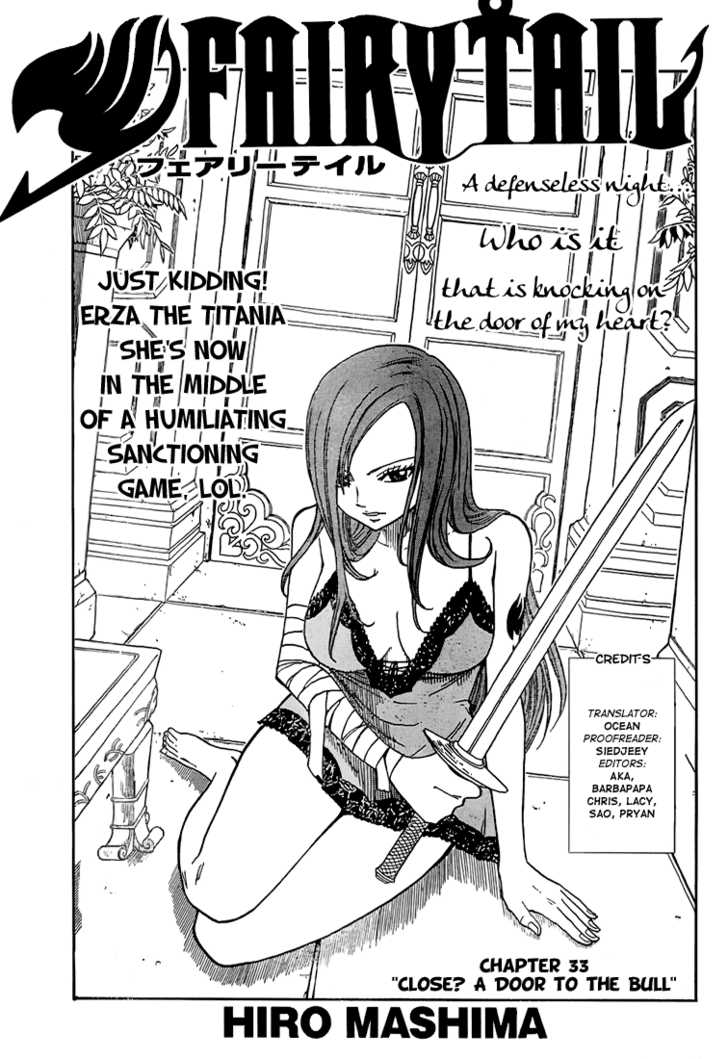 FAIRY TAIL
フェアリーテイル
A defenseless night...
Who is it
that is knocking on
the door of my heart?
JUST KIDDING!
ERZA THE TITANIA
SHE'S NOW
IN THE MIDDLE
OF A HUMILIATING
SANCTIONING
GAME, LOL.
CREDITS
TRANSLATOR:
OCEAN
PROOFREADER:
SIEDJEEY
EDITORS:
AKA,
BARBAPAPA
CHRIS, LACY,
SAO, PRYAN
CHAPTER 33
"CLOSE? A DOOR TO THE BULL"
HIRO MASHIMA